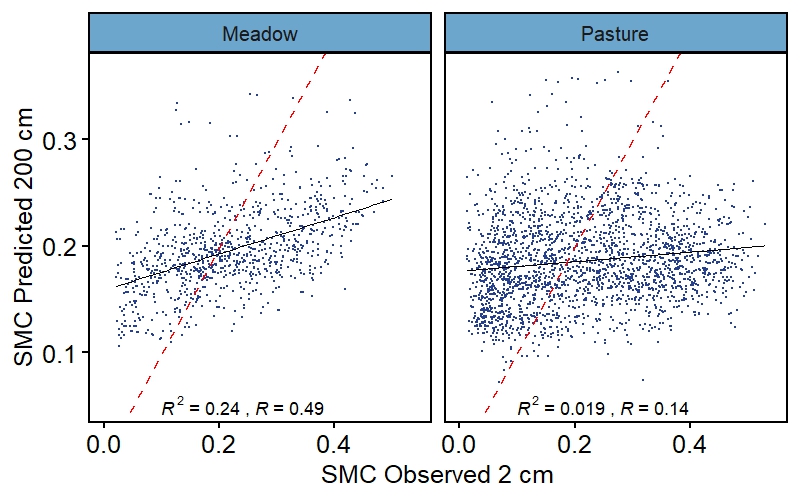 Meadow
Pasture
SMC Predicted 200 cm
0.3
0.2
0.1
R² = 0.24 , R = 0.49
R² = 0.019 , R = 0.14
0.0 0.2 0.4
0.0 0.2 0.4
SMC Observed 2 cm